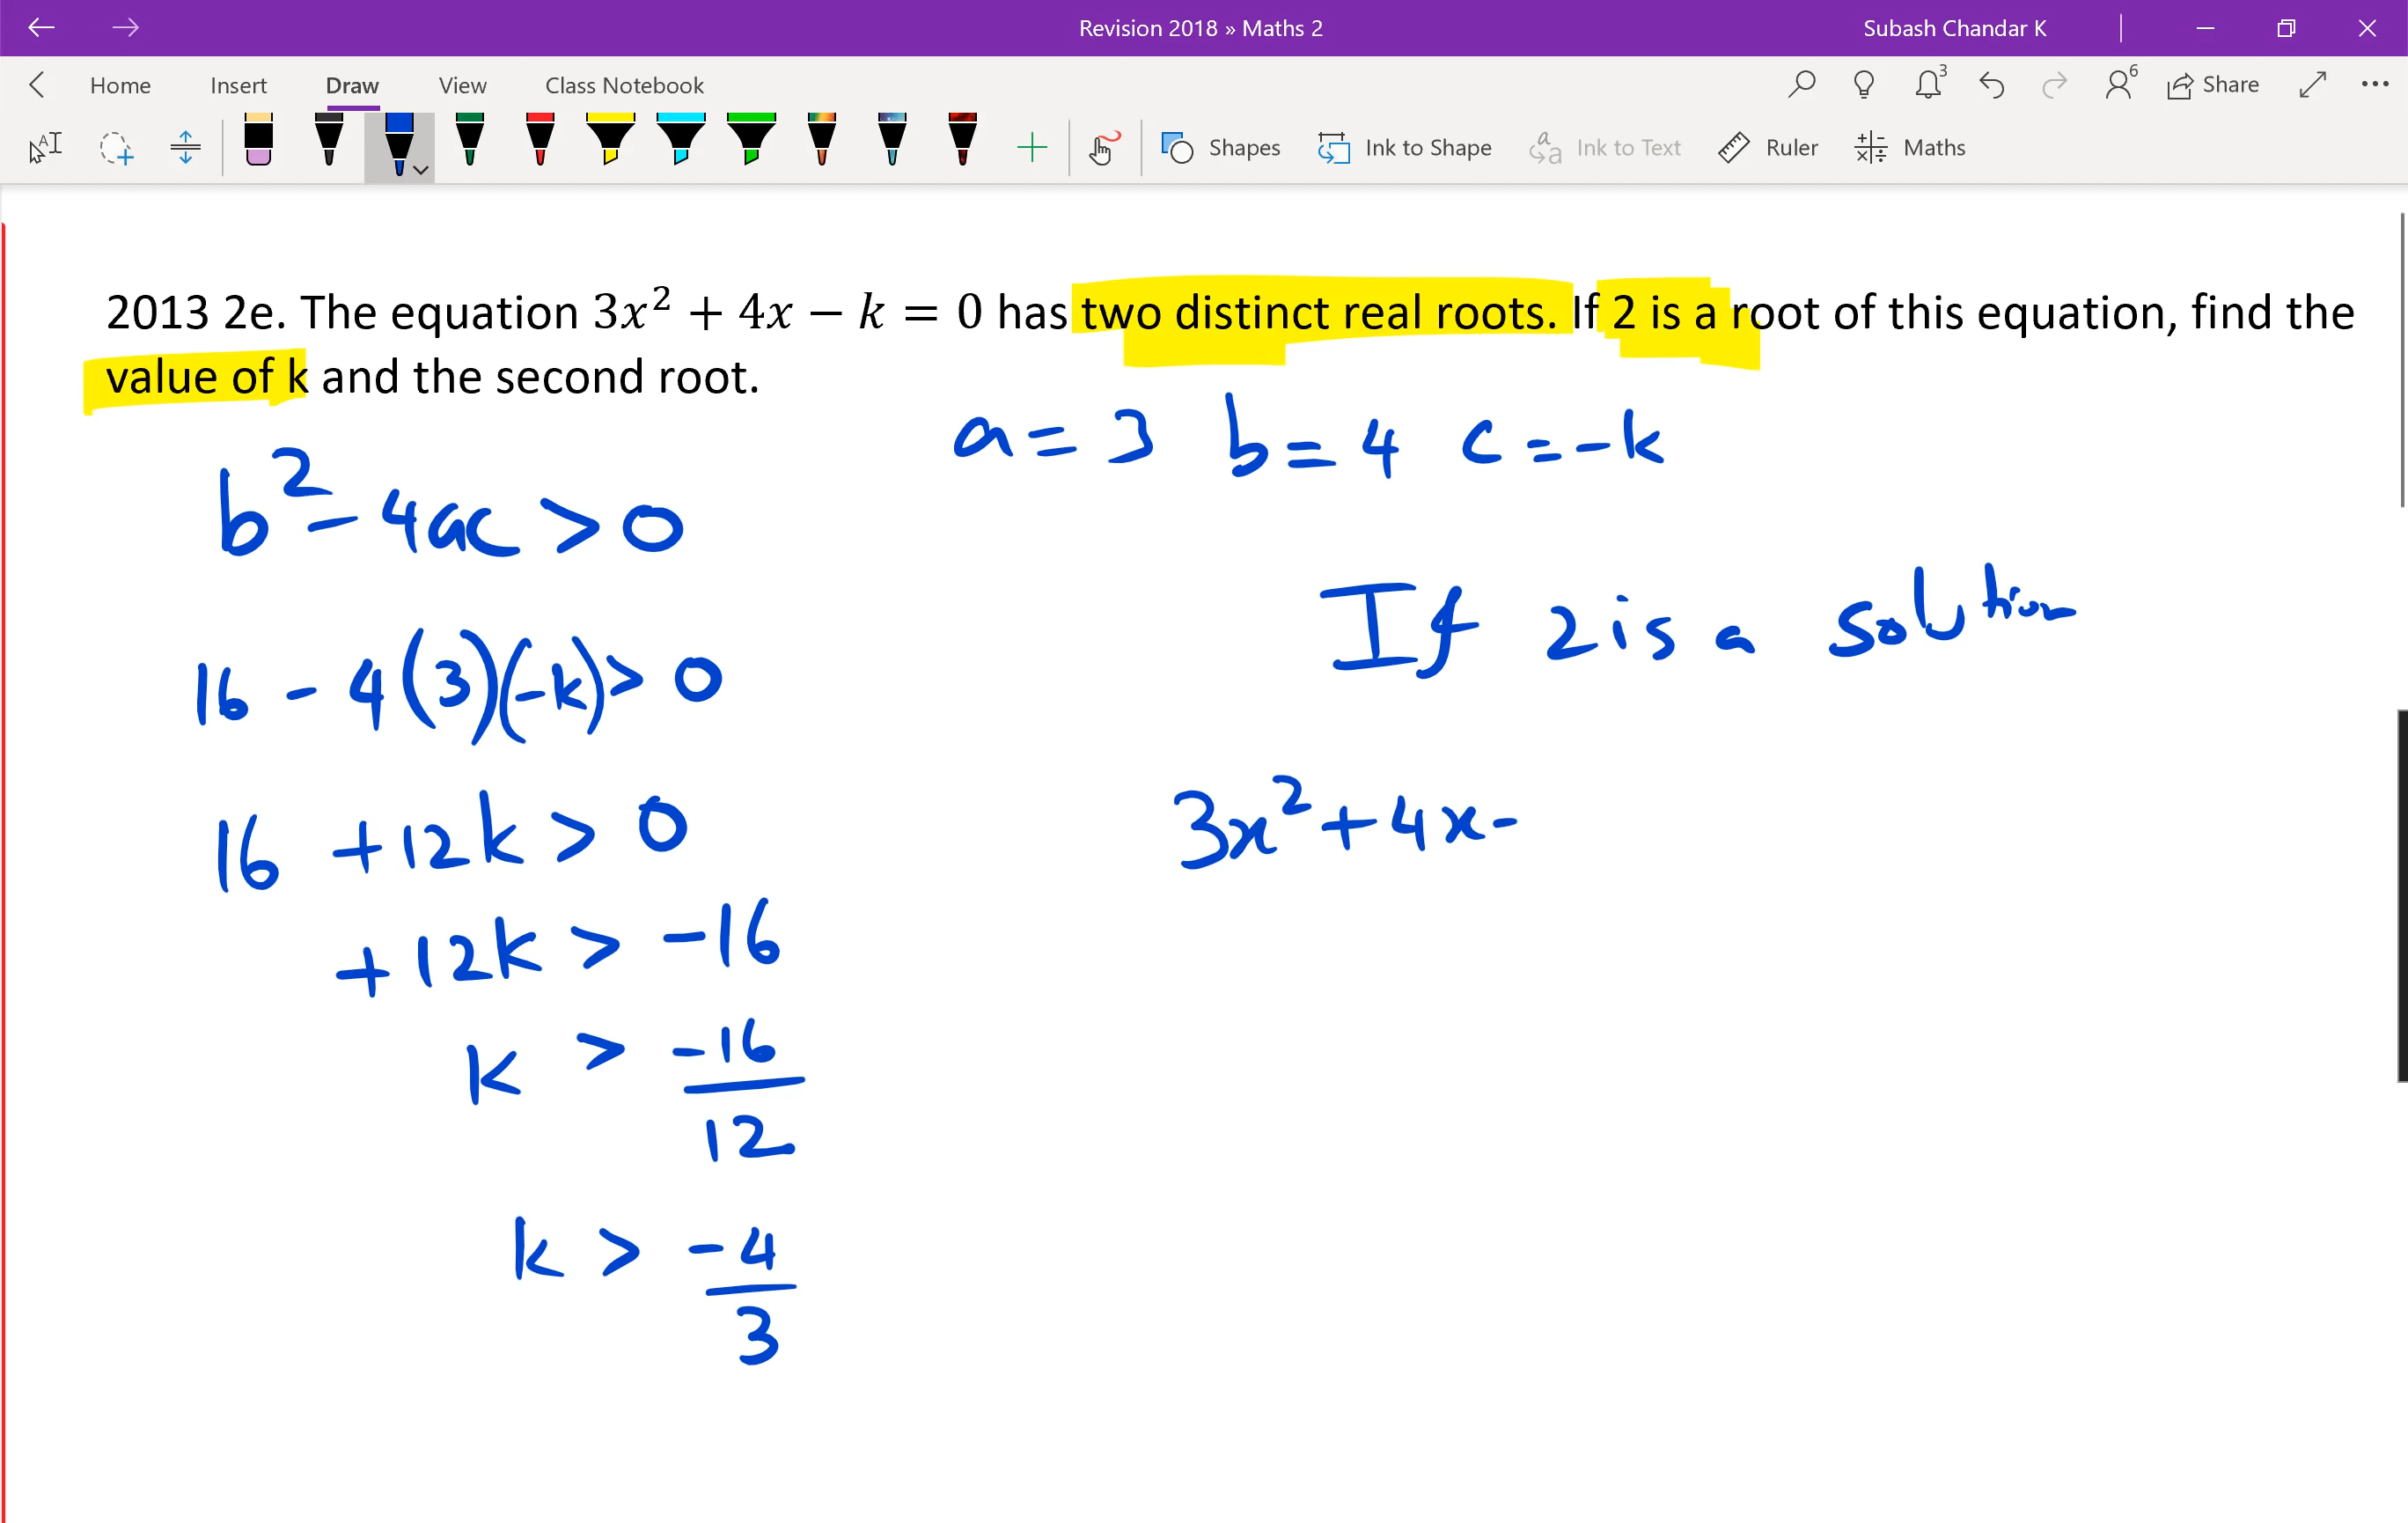 Revision 2018 » Maths 2
Subash Chandar K
Home Insert Draw View Class Notebook
3 6 Share
Shapes Ink to Shape Ink to Text Ruler Maths
2013 2e. The equation 3x² + 4x − k = 0 has two distinct real roots. If 2 is a root of this equation, find the
value of k and the second root.
a = 3 b = 4 c = -k
b² - 4ac > 0
If 2 is a solution
16 - 4(3)(-k) > 0
3x² + 4x -
16 + 12k > 0
+ 12k > -16
k > -16
12
k > -4
3